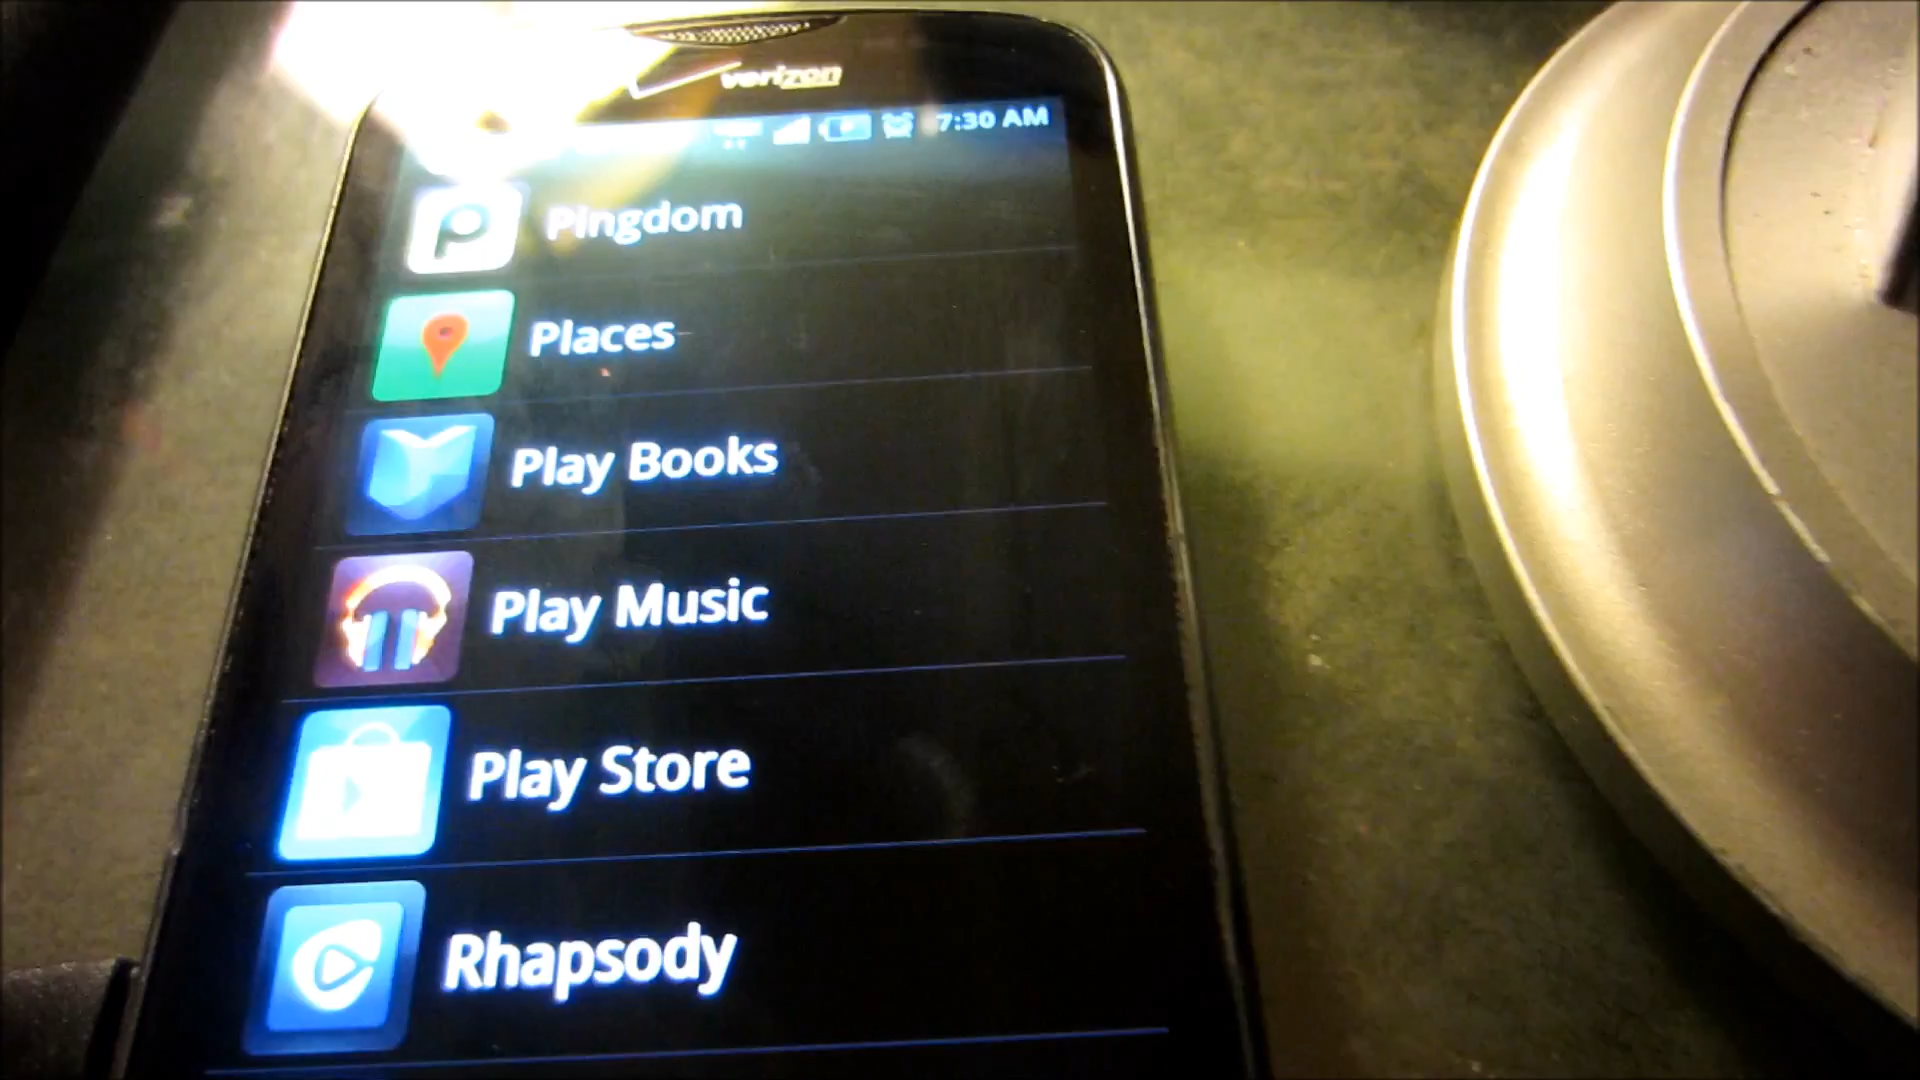 verizon
7:30 AM
Pingdom
Places
Play Books
Play Music
Play Store
Rhapsody